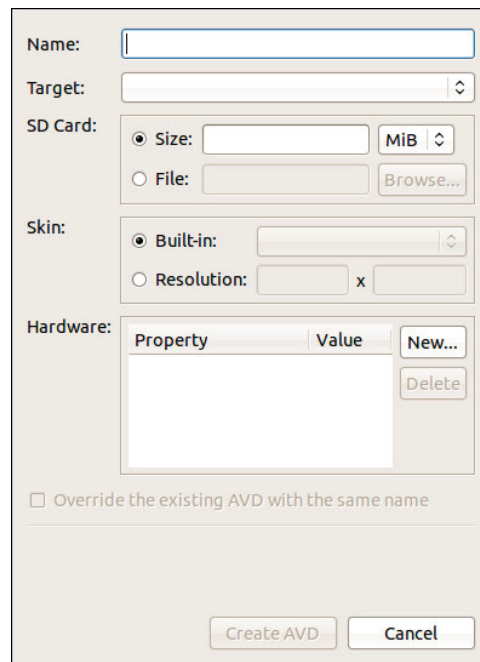 Name:
Target:
SD Card:
Size: MiB
File: Browse...
Skin:
Built-in:
Resolution: x
Hardware:
Property Value New...
Delete
Override the existing AVD with the same name
Create AVD Cancel